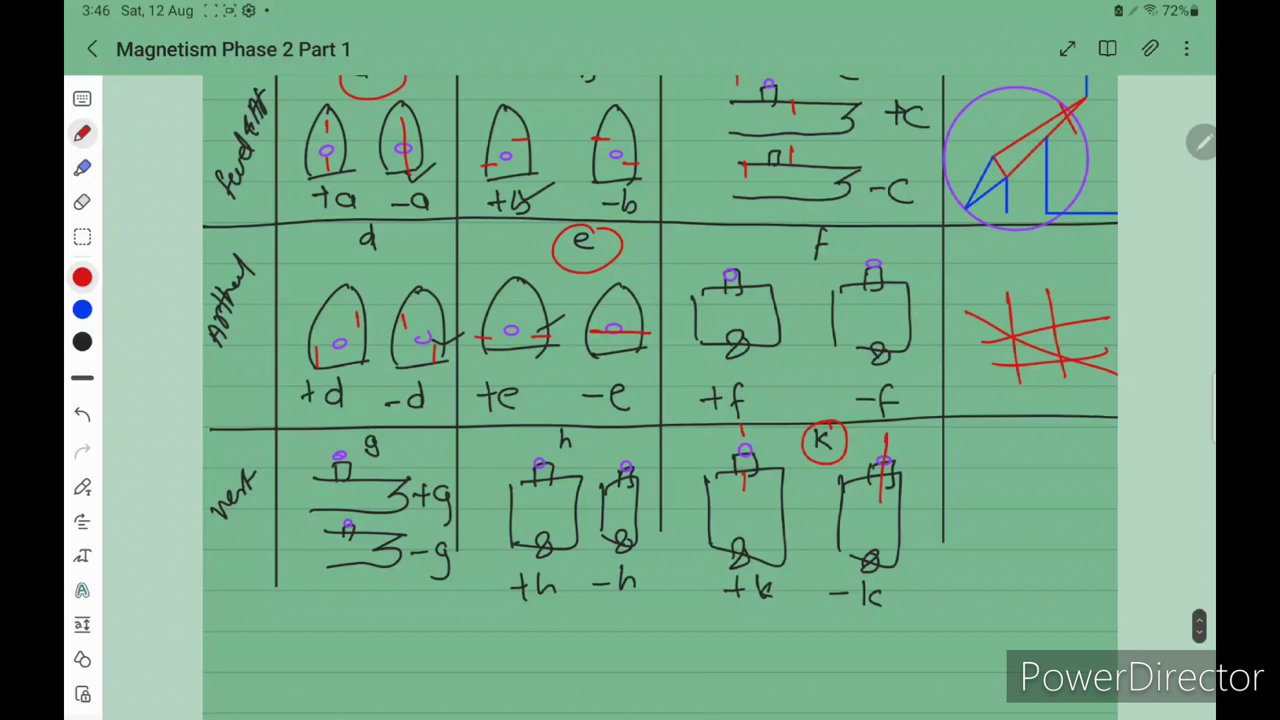 3:46 Sat, 12 Aug
72%
Magnetism Phase 2 Part 1
+a -a +b -b +c
-c
d e f
+d -d +e -e +f -f
g h k
+g
-g
+h -h +k -k
PowerDirector